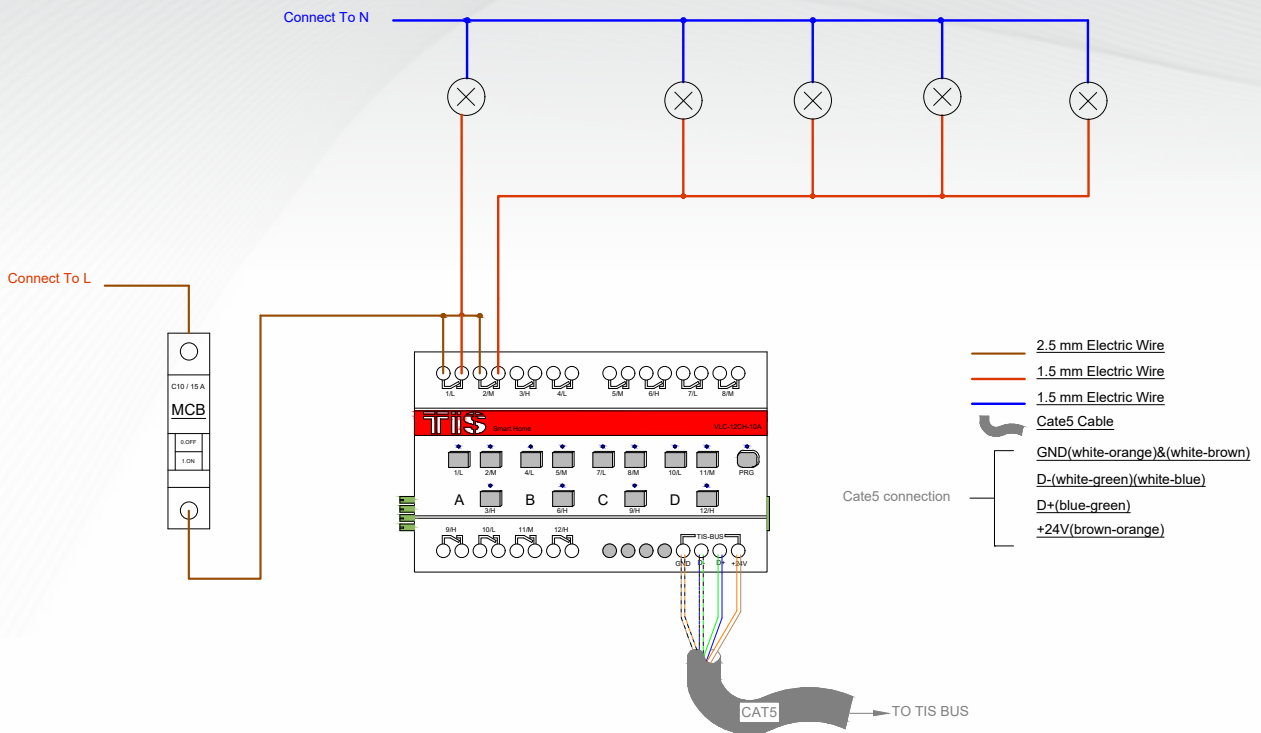 Connect To N
Connect To L
C10 / 15 A
MCB
0.OFF
1.ON
1/L 2/M 3/H 4/L 5/M 6/H 7/L 8/M
TIS Smart Home VLC-12CH-10A
1/L 2/M 4/L 5/M 7/L 8/M 10/L 11/M PRG
A B C D
3/H 6/H 9/H 12/H
9/H 10/L 11/M 12/H
TIS-BUS
GND D- D+ +24V
CAT5
TO TIS BUS
2.5 mm Electric Wire
1.5 mm Electric Wire
1.5 mm Electric Wire
Cate5 Cable
Cate5 connection
GND(white-orange)&(white-brown)
D-(white-green)(white-blue)
D+(blue-green)
+24V(brown-orange)